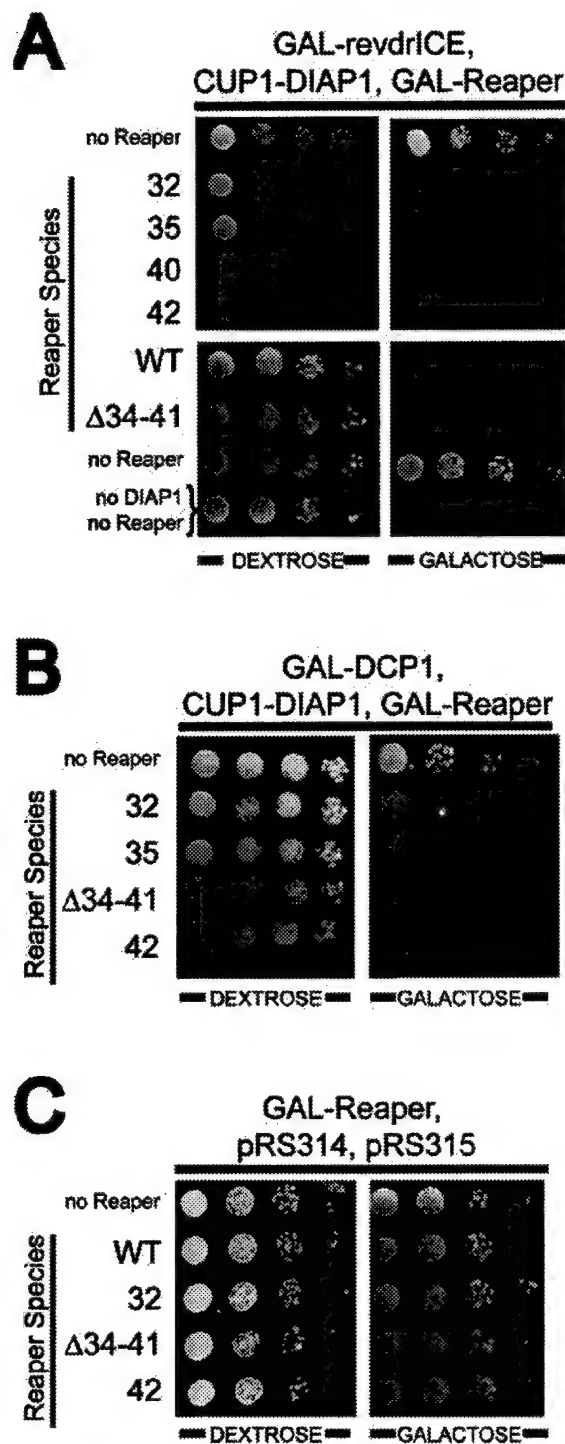 A
GAL-revdrICE,
CUP1-DIAP1, GAL-Reaper
no Reaper
32
35
40
42
WT
Δ34-41
no Reaper
no DIAP1
no Reaper
Reaper Species
DEXTROSE GALACTOSE
B
GAL-DCP1,
CUP1-DIAP1, GAL-Reaper
no Reaper
32
35
Δ34-41
42
Reaper Species
DEXTROSE GALACTOSE
C
GAL-Reaper,
pRS314, pRS315
no Reaper
WT
32
Δ34-41
42
Reaper Species
DEXTROSE GALACTOSE